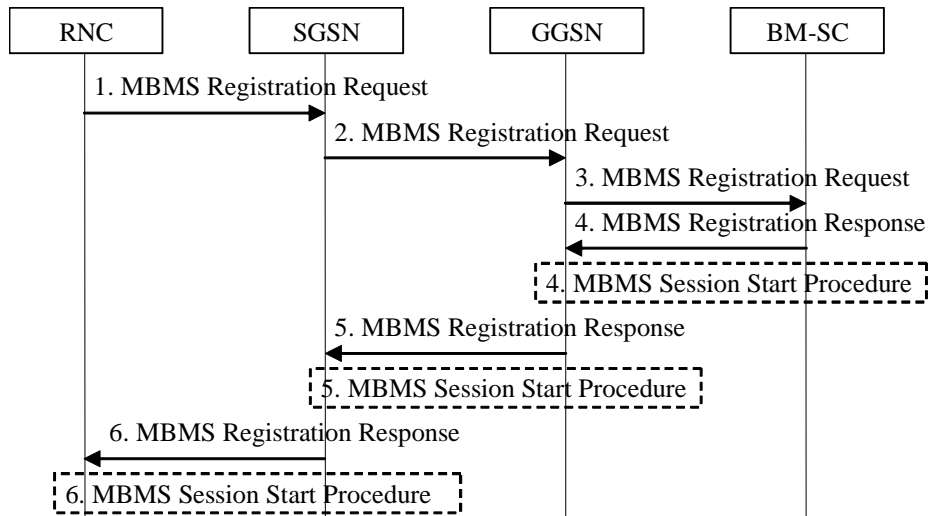 RNC
SGSN
GGSN
BM-SC
1. MBMS Registration Request
2. MBMS Registration Request
3. MBMS Registration Request
4. MBMS Registration Response
4. MBMS Session Start Procedure
5. MBMS Registration Response
5. MBMS Session Start Procedure
6. MBMS Registration Response
6. MBMS Session Start Procedure